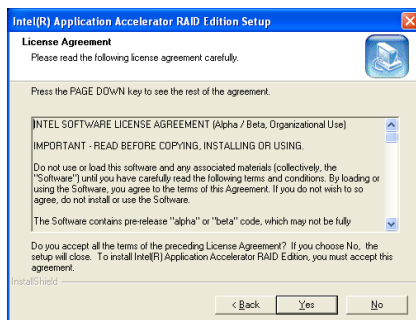 Intel(R) Application Accelerator RAID Edition Setup
License Agreement
Please read the following license agreement carefully.
Press the PAGE DOWN key to see the rest of the agreement.
INTEL SOFTWARE LICENSE AGREEMENT (Alpha / Beta, Organizational Use)
IMPORTANT - READ BEFORE COPYING, INSTALLING OR USING.
Do not use or load this software and any associated materials (collectively, the
"Software") until you have carefully read the following terms and conditions. By loading or
using the Software, you agree to the terms of this Agreement. If you do not wish to so
agree, do not install or use the Software.
The Software contains pre-release "alpha" or "beta" code, which may not be fully
Do you accept all the terms of the preceding License Agreement? If you choose No, the
setup will close. To install Intel(R) Application Accelerator RAID Edition, you must accept this
agreement.
InstallShield
< Back
Yes
No